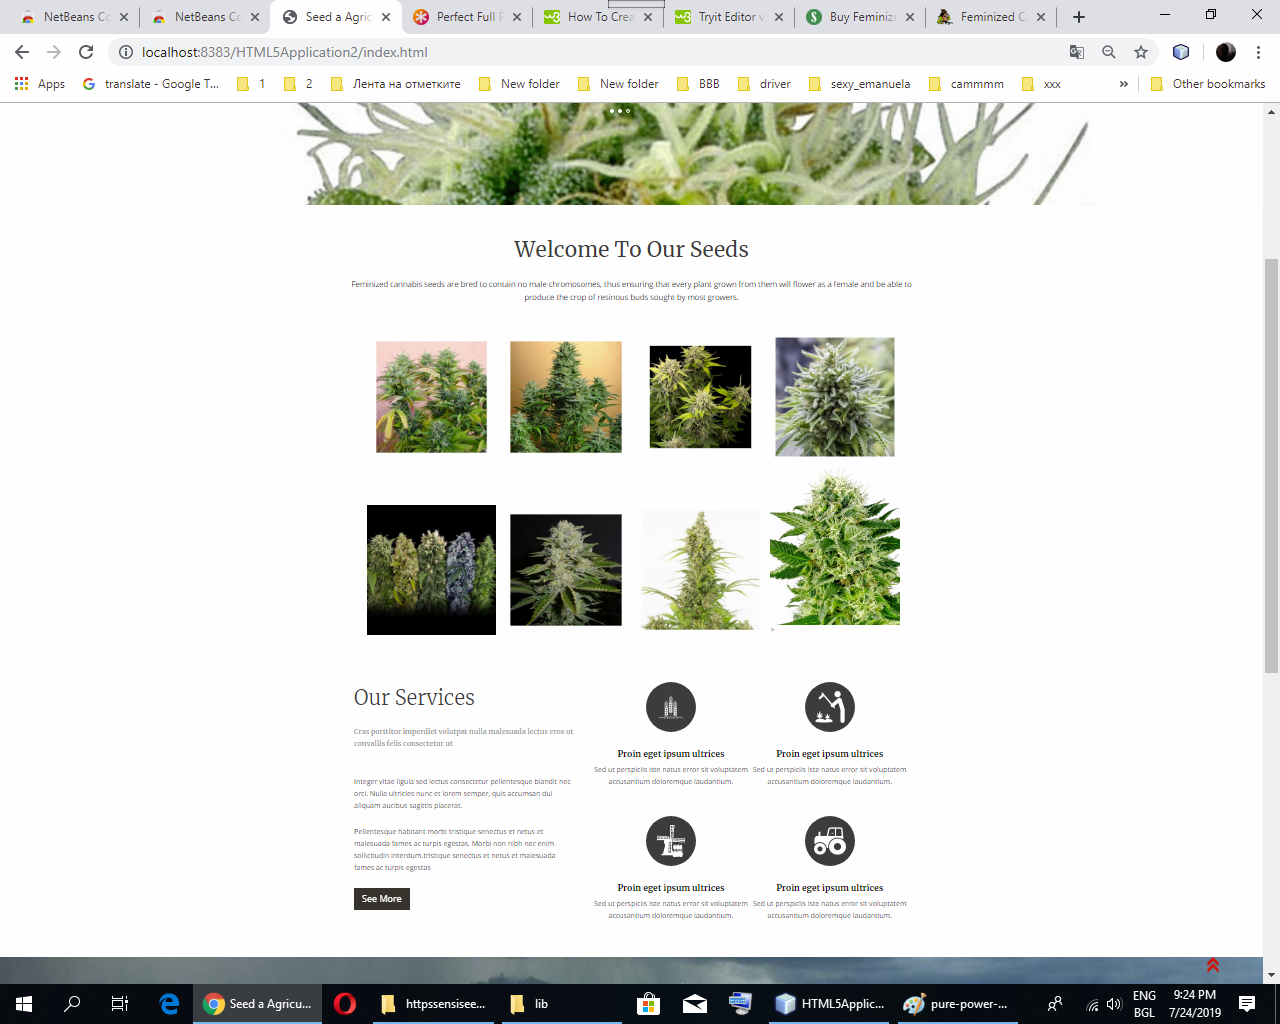 NetBeans Co
NetBeans Co
Seed a Agric
Perfect Full P
How To Crea
Tryit Editor v
Buy Feminize
Feminized Ca
localhost:8383/HTML5Application2/index.html
Apps
translate - Google T...
1
2
Лента на отметките
New folder
New folder
BBB
driver
sexy_emanuela
cammmm
xxx
»
Other bookmarks
Welcome To Our Seeds
Feminized cannabis seeds are bred to contain no male chromosomes, thus ensuring that every plant grown from them will flower as a female and be able to
produce the crop of resinous buds sought by most growers.
>
Our Services
Cras porttitor imperdiet volutpat nulla malesuada lectus eros ut
convallis felis consectetur ut
Integer vitae ligula sed lectus consectetur pellentesque blandit nec
orci. Nulla ultricies nunc et lorem semper, quis accumsan dui
aliquam aucibus sagittis placerat.
Pellentesque habitant morbi tristique senectus et netus et
malesuada fames ac turpis egestas. Morbi non nibh nec enim
sollicitudin interdum.tristique senectus et netus et malesuada
fames ac turpis egestas
See More
Proin eget ipsum ultrices
Sed ut perspiciis iste natus error sit voluptatem
accusantium doloremque laudantium.
Proin eget ipsum ultrices
Sed ut perspiciis iste natus error sit voluptatem
accusantium doloremque laudantium.
Proin eget ipsum ultrices
Sed ut perspiciis iste natus error sit voluptatem
accusantium doloremque laudantium.
Proin eget ipsum ultrices
Sed ut perspiciis iste natus error sit voluptatem
accusantium doloremque laudantium.
Seed a Agricu...
httpssensisee...
lib
HTML5Applic...
pure-power-...
ENG
BGL
9:24 PM
7/24/2019